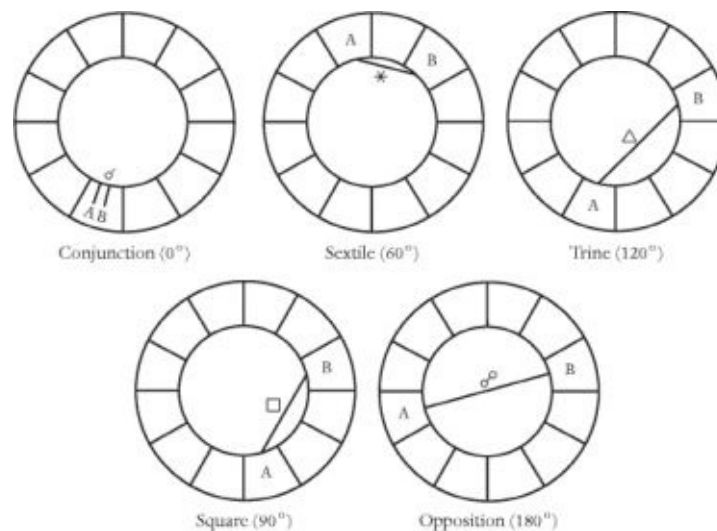 A B
A B
A B
Conjunction (0°)
Sextile (60°)
Trine (120°)
A B
A B
Square (90°)
Opposition (180°)